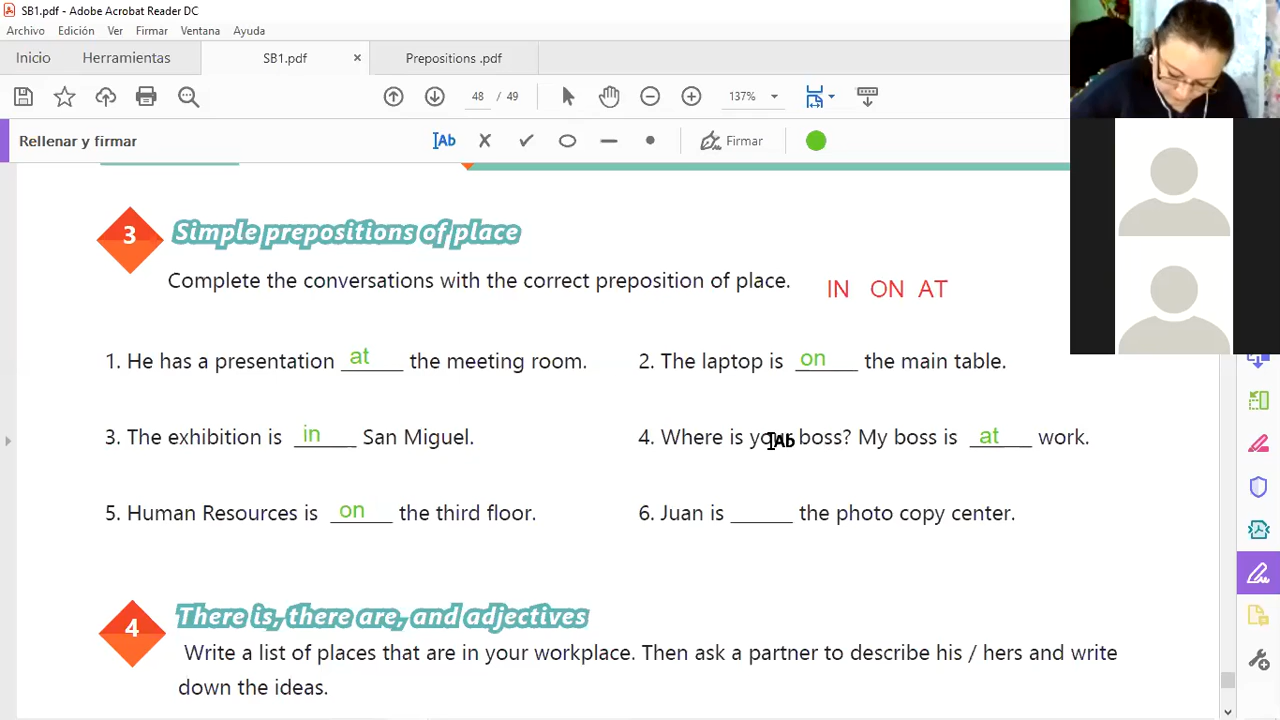 SB1.pdf - Adobe Acrobat Reader DC
Archivo Edición Ver Firmar Ventana Ayuda
Inicio Herramientas SB1.pdf × Prepositions .pdf
48 / 49 137%
Rellenar y firmar Ab Firmar
3 Simple prepositions of place
Complete the conversations with the correct preposition of place. IN ON AT
1. He has a presentation at the meeting room. 2. The laptop is on the main table.
3. The exhibition is in San Miguel. 4. Where is your boss? My boss is at work.
5. Human Resources is on the third floor. 6. Juan is ______ the photo copy center.
4 There is, there are, and adjectives
Write a list of places that are in your workplace. Then ask a partner to describe his / hers and write
down the ideas.